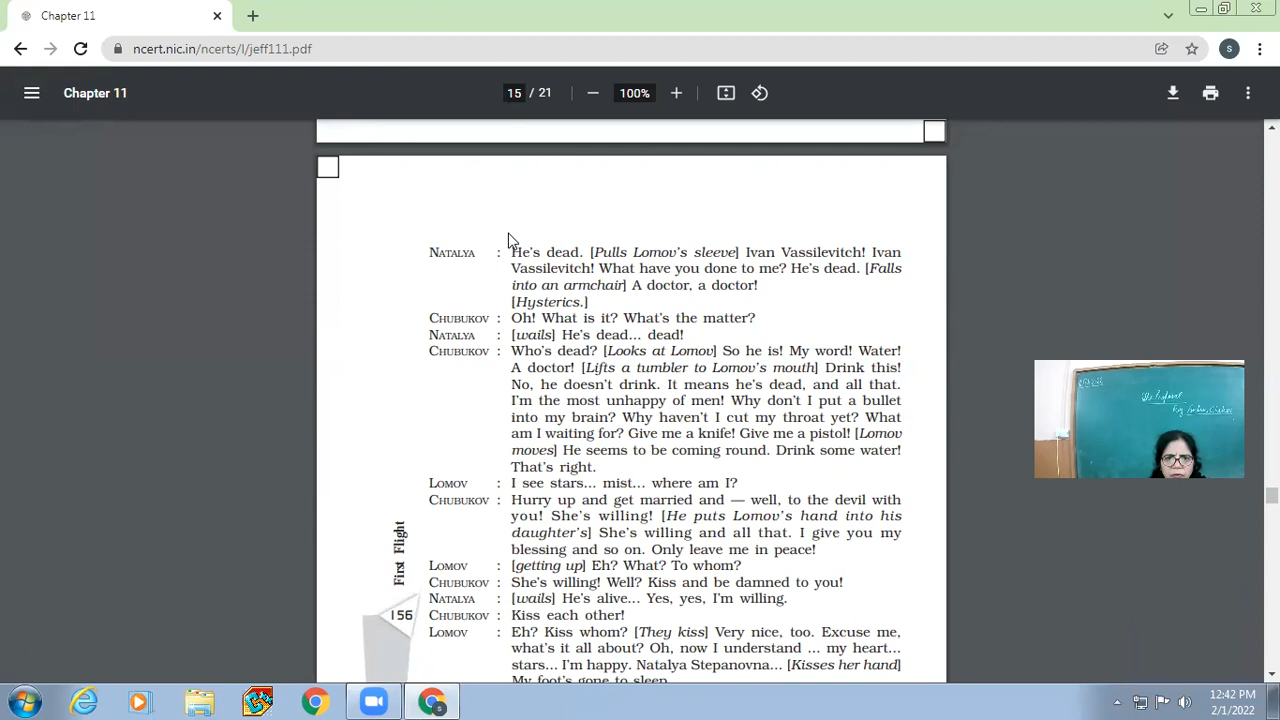 Chapter 11
ncert.nic.in/ncerts/l/jeff111.pdf
S
Chapter 11
15 / 21
100%
NATALYA : He's dead. [Pulls Lomov's sleeve] Ivan Vassilevitch! Ivan
Vassilevitch! What have you done to me? He's dead. [Falls
into an armchair] A doctor, a doctor!
[Hysterics.]
CHUBUKOV : Oh! What is it? What's the matter?
NATALYA : [wails] He's dead... dead!
CHUBUKOV : Who's dead? [Looks at Lomov] So he is! My word! Water!
A doctor! [Lifts a tumbler to Lomov's mouth] Drink this!
No, he doesn't drink. It means he's dead, and all that.
I'm the most unhappy of men! Why don't I put a bullet
into my brain? Why haven't I cut my throat yet? What
am I waiting for? Give me a knife! Give me a pistol! [Lomov
moves] He seems to be coming round. Drink some water!
That's right.
LOMOV : I see stars... mist... where am I?
CHUBUKOV : Hurry up and get married and — well, to the devil with
you! She's willing! [He puts Lomov's hand into his
daughter's] She's willing and all that. I give you my
blessing and so on. Only leave me in peace!
LOMOV : [getting up] Eh? What? To whom?
CHUBUKOV : She's willing! Well? Kiss and be damned to you!
NATALYA : [wails] He's alive... Yes, yes, I'm willing.
CHUBUKOV : Kiss each other!
LOMOV : Eh? Kiss whom? [They kiss] Very nice, too. Excuse me,
what's it all about? Oh, now I understand ... my heart...
stars... I'm happy. Natalya Stepanovna... [Kisses her hand]
My foot's gone to sleep
First Flight
156
12:42 PM
2/1/2022